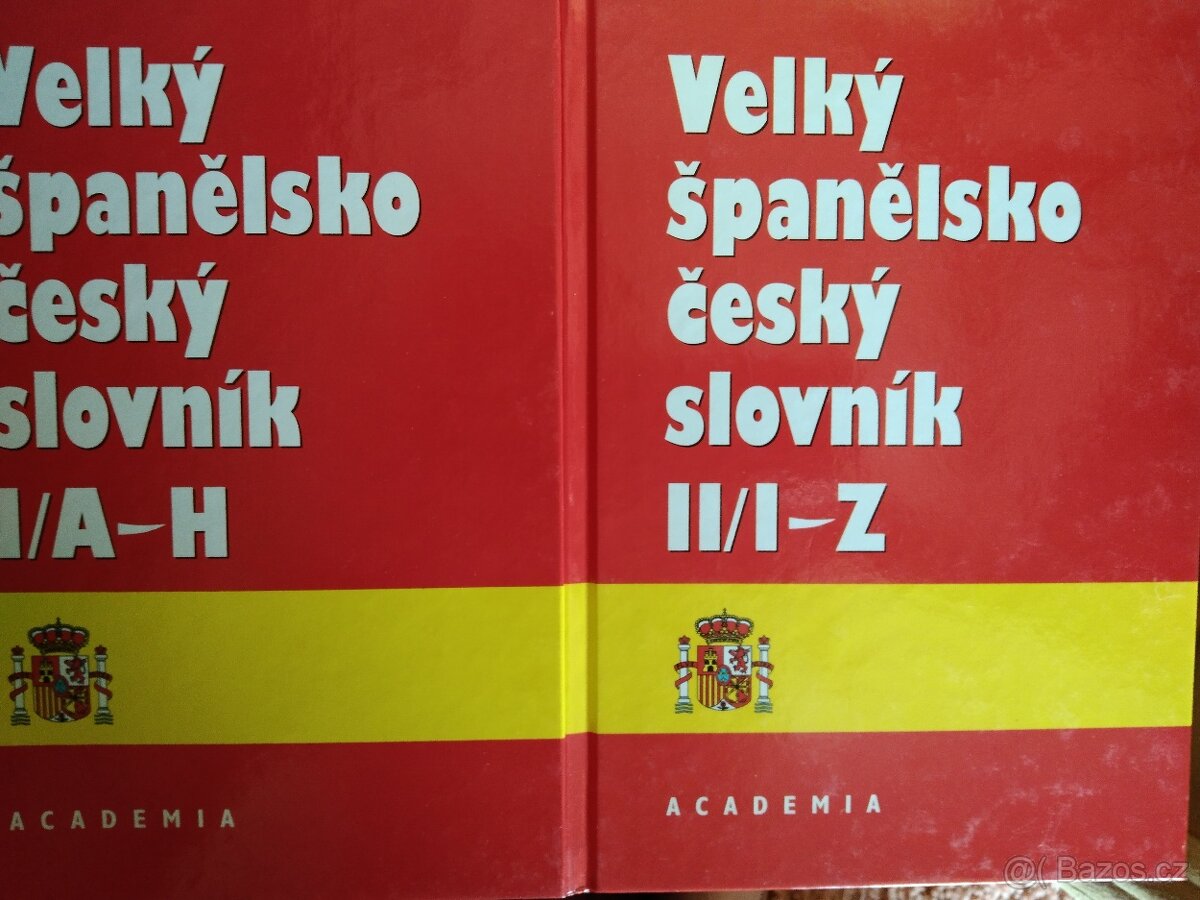 Velký
španělsko
český
slovník
I/A–H
ACADEMIA
Velký
španělsko
český
slovník
II/I–Z
ACADEMIA
@( Bazos.cz